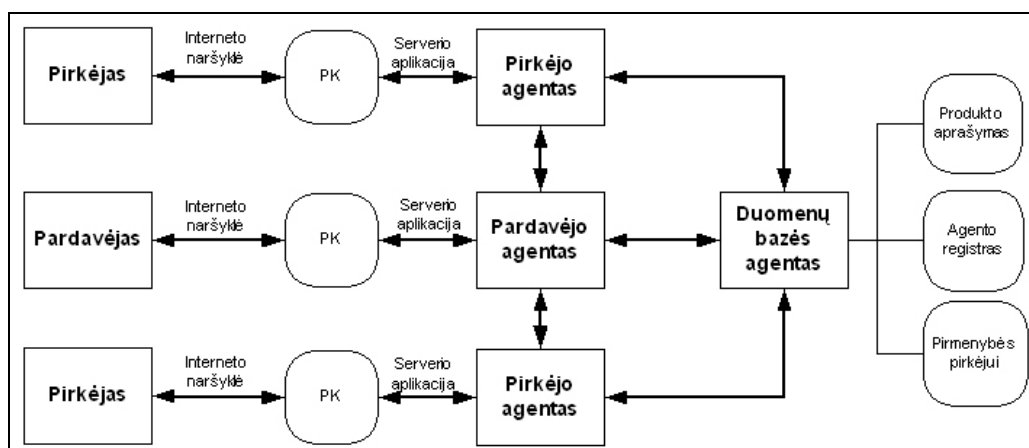 Pirkėjas
Interneto
naršyklė
PK
Serverio
aplikacija
Pirkėjo
agentas
Pardavėjas
Interneto
naršyklė
PK
Serverio
aplikacija
Pardavėjo
agentas
Duomenų
bazės
agentas
Pirkėjas
Interneto
naršyklė
PK
Serverio
aplikacija
Pirkėjo
agentas
Produkto
aprašymas
Agento
registras
Pirmenybės
pirkėjui